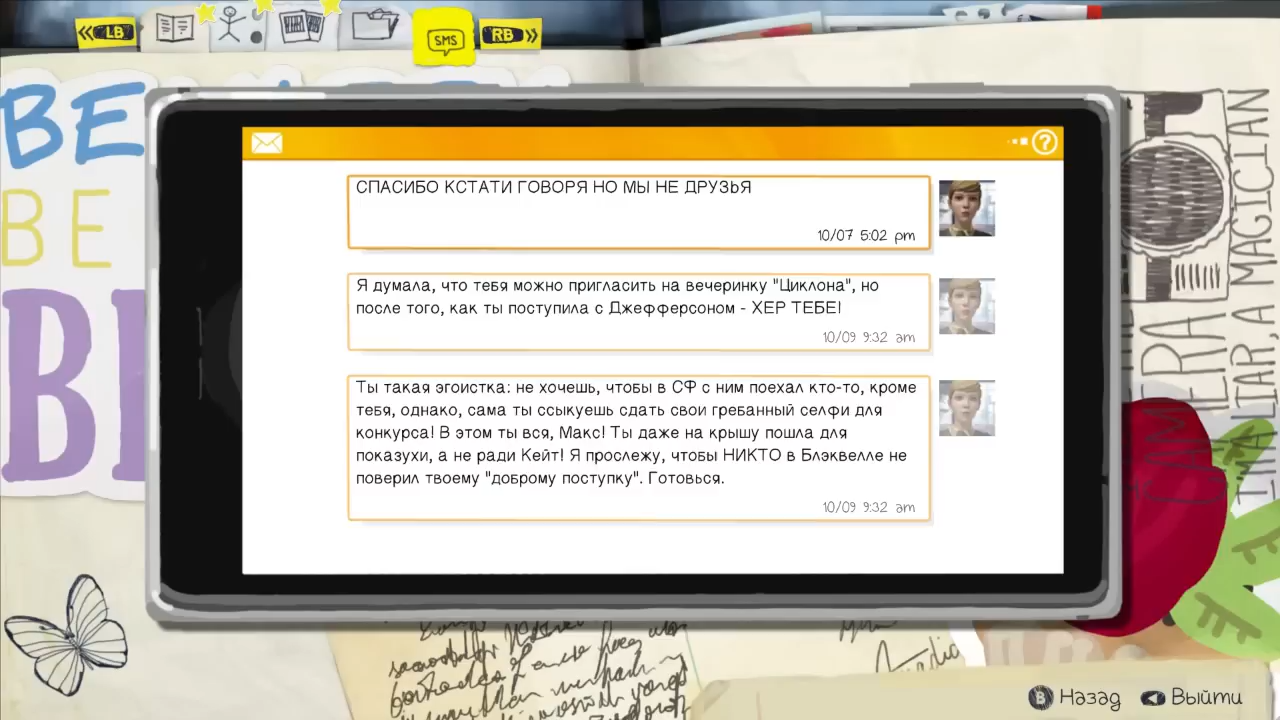 LB
SMS
RB
BE
BE
СПАСИБО КСТАТИ ГОВОРЯ НО МЫ НЕ ДРУЗЬЯ
10/07 5:02 pm
Я думала, что тебя можно пригласить на вечеринку "Циклона", но
после того, как ты поступила с Джефферсоном - ХЕР ТЕБЕ!
10/09 9:32 am
Ты такая эгоистка: не хочешь, чтобы в СФ с ним поехал кто-то, кроме
тебя, однако, сама ты ссыкуешь сдать свои гребанный селфи для
конкурса! В этом ты вся, Макс! Ты даже на крышу пошла для
показухи, а не ради Кейт! Я прослежу, чтобы НИКТО в Блэквелле не
поверил твоему "доброму поступку". Готовься.
10/09 9:32 am
A MAGICIAN
B Назад
Выйти